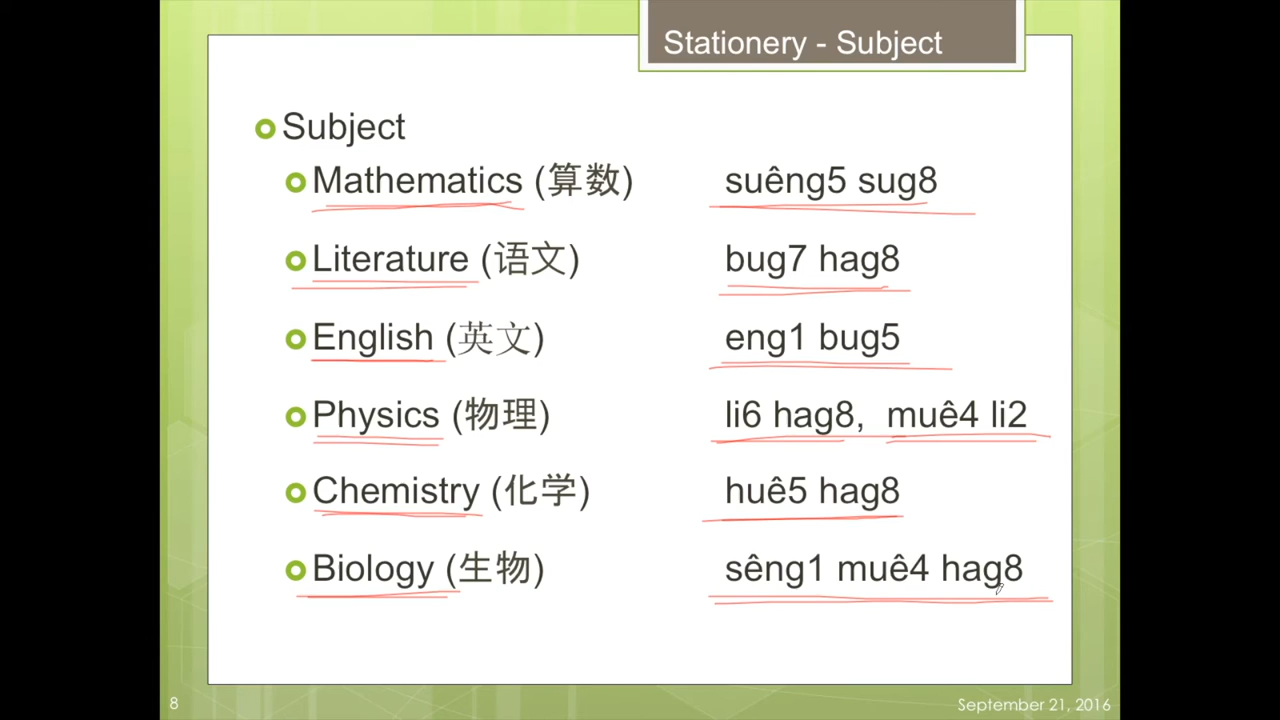 Stationery - Subject
Subject
Mathematics (算数) suêng5 sug8
Literature (语文) bug7 hag8
English (英文) eng1 bug5
Physics (物理) li6 hag8, muê4 li2
Chemistry (化学) huê5 hag8
Biology (生物) sêng1 muê4 hag8
8 September 21, 2016